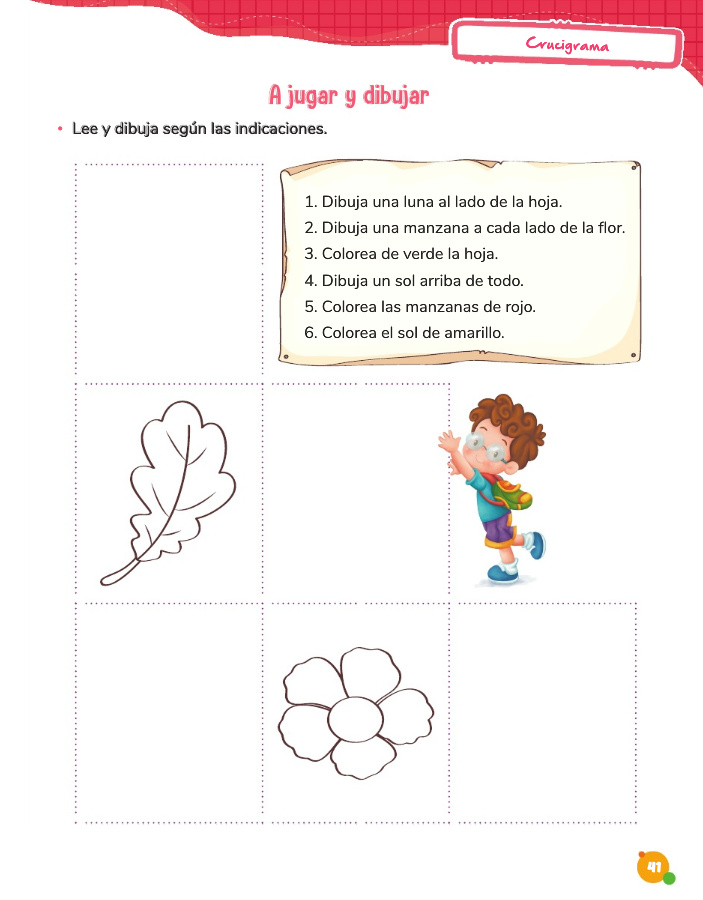 Crucigrama
A jugar y dibujar
• Lee y dibuja según las indicaciones.
1. Dibuja una luna al lado de la hoja.
2. Dibuja una manzana a cada lado de la flor.
3. Colorea de verde la hoja.
4. Dibuja un sol arriba de todo.
5. Colorea las manzanas de rojo.
6. Colorea el sol de amarillo.
41